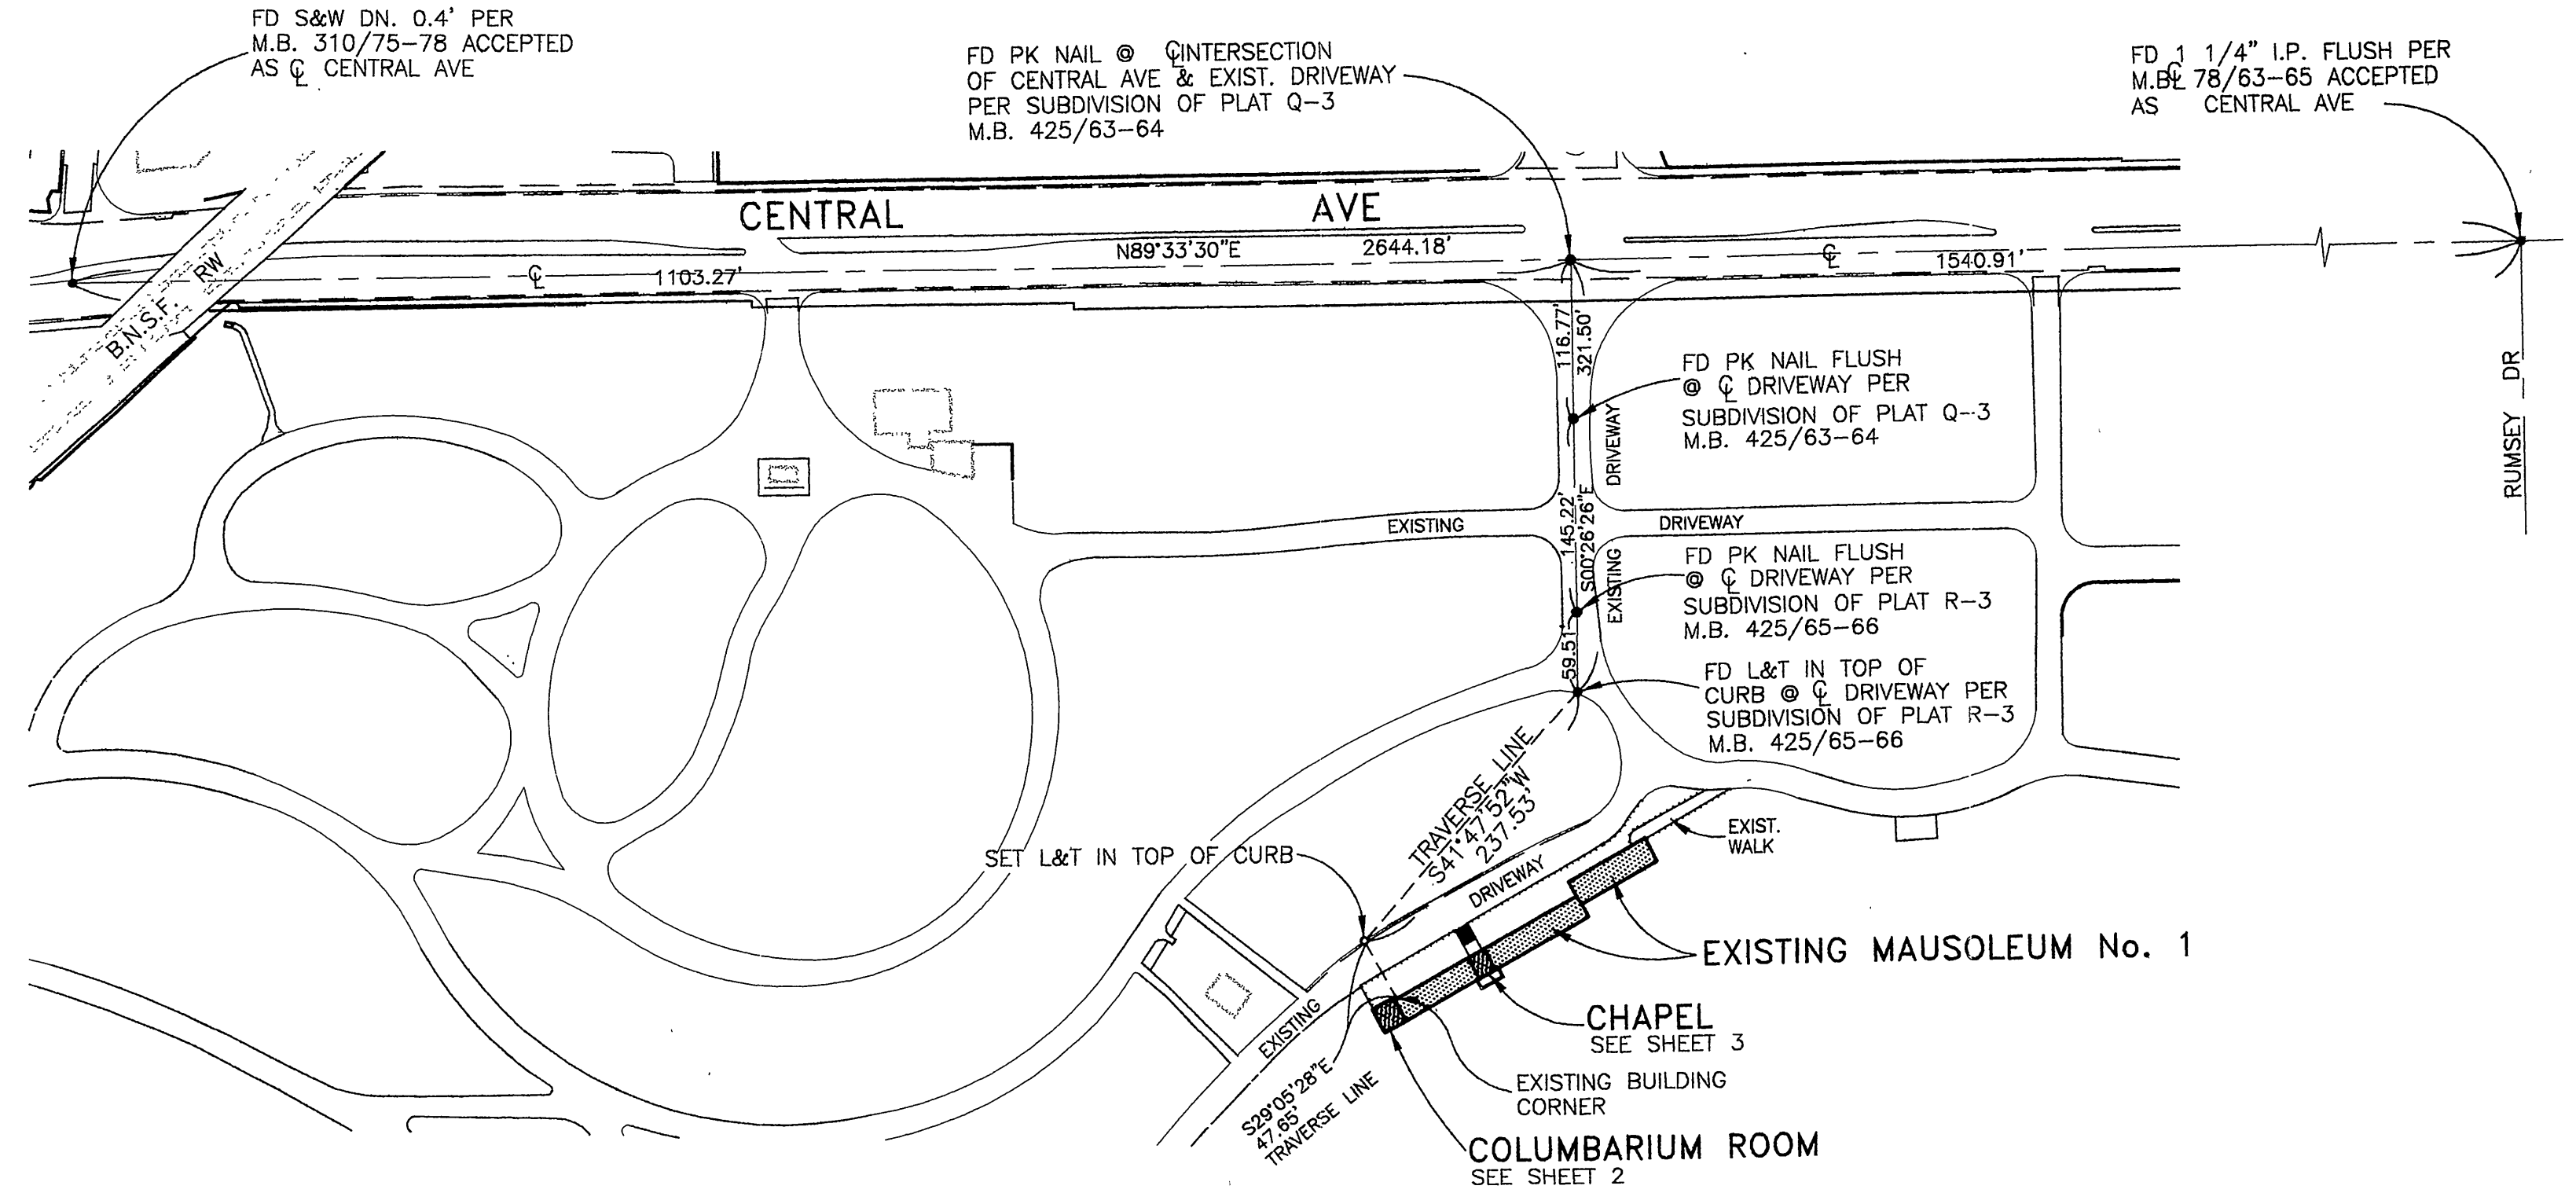 FD S&W DN. 0.4' PER
M.B. 310/75-78 ACCEPTED
AS ℄ CENTRAL AVE
FD PK NAIL @ ℄INTERSECTION
OF CENTRAL AVE & EXIST. DRIVEWAY
PER SUBDIVISION OF PLAT Q-3
M.B. 425/63-64
FD 1 1/4" I.P. FLUSH PER
M.B. ℄ 78/63-65 ACCEPTED
AS CENTRAL AVE
CENTRAL AVE
N89°33'30"E 2644.18'
℄ 1103.27'
℄ 1540.91'
B.N.S.F. RW
116.77'
321.50'
FD PK NAIL FLUSH
@ ℄ DRIVEWAY PER
SUBDIVISION OF PLAT Q-3
M.B. 425/63-64
RUMSEY DR
DRIVEWAY
EXISTING DRIVEWAY
145.22'
S00°26'26"E
EXISTING
FD PK NAIL FLUSH
@ ℄ DRIVEWAY PER
SUBDIVISION OF PLAT R-3
M.B. 425/65-66
59.51'
FD L&T IN TOP OF
CURB @ ℄ DRIVEWAY PER
SUBDIVISION OF PLAT R-3
M.B. 425/65-66
TRAVERSE LINE
S41°47'52"W
237.53'
SET L&T IN TOP OF CURB
DRIVEWAY
EXIST.
WALK
EXISTING MAUSOLEUM No. 1
EXISTING
CHAPEL
SEE SHEET 3
S29°05'28"E
47.65'
TRAVERSE LINE
EXISTING BUILDING
CORNER
COLUMBARIUM ROOM
SEE SHEET 2